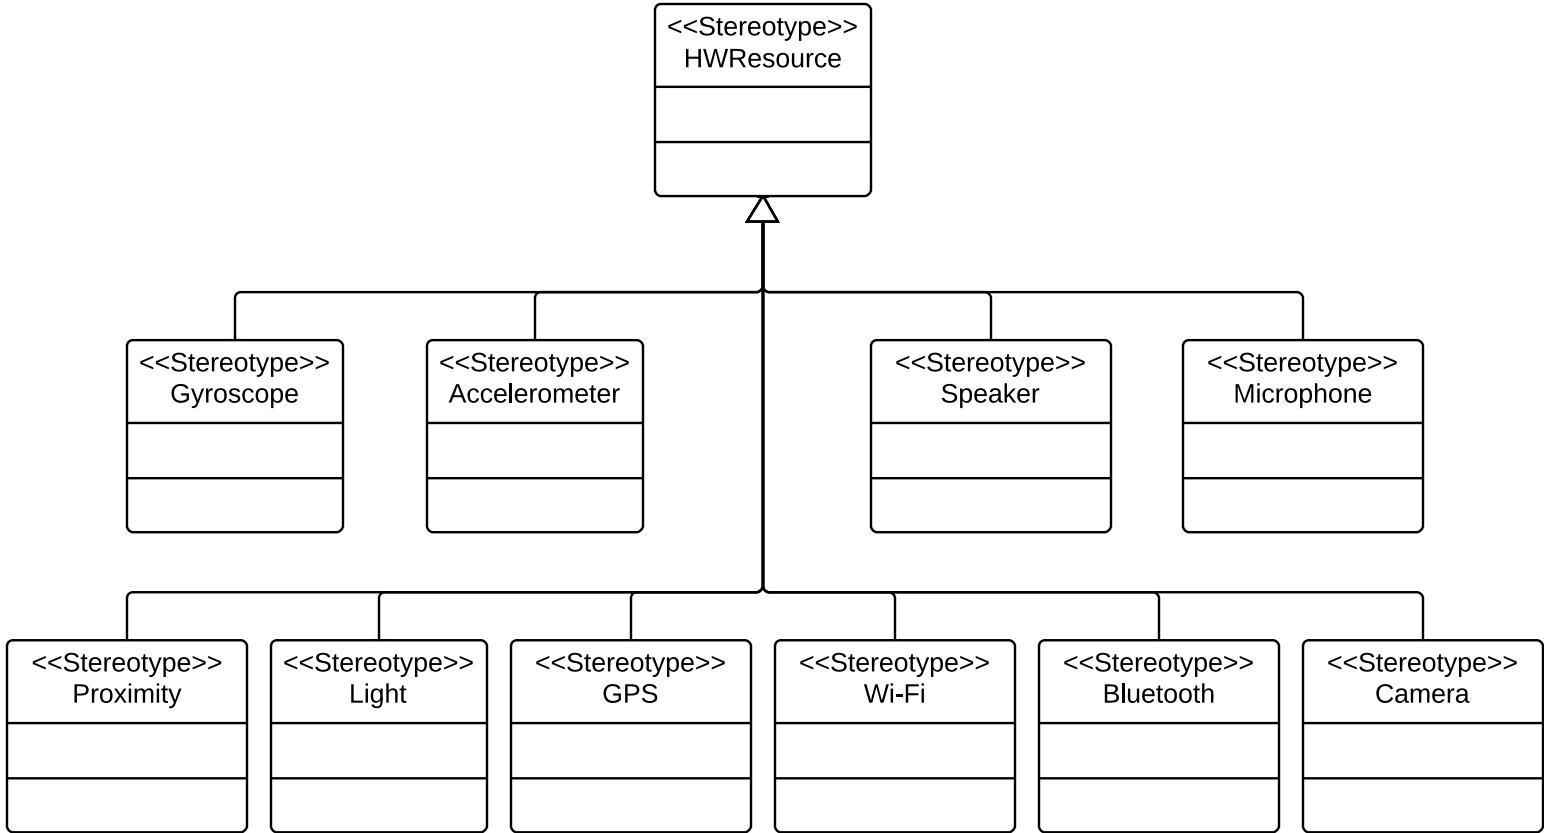 <<Stereotype>>
HWResource
<<Stereotype>>
Gyroscope
<<Stereotype>>
Accelerometer
<<Stereotype>>
Speaker
<<Stereotype>>
Microphone
<<Stereotype>>
Proximity
<<Stereotype>>
Light
<<Stereotype>>
GPS
<<Stereotype>>
Wi-Fi
<<Stereotype>>
Bluetooth
<<Stereotype>>
Camera